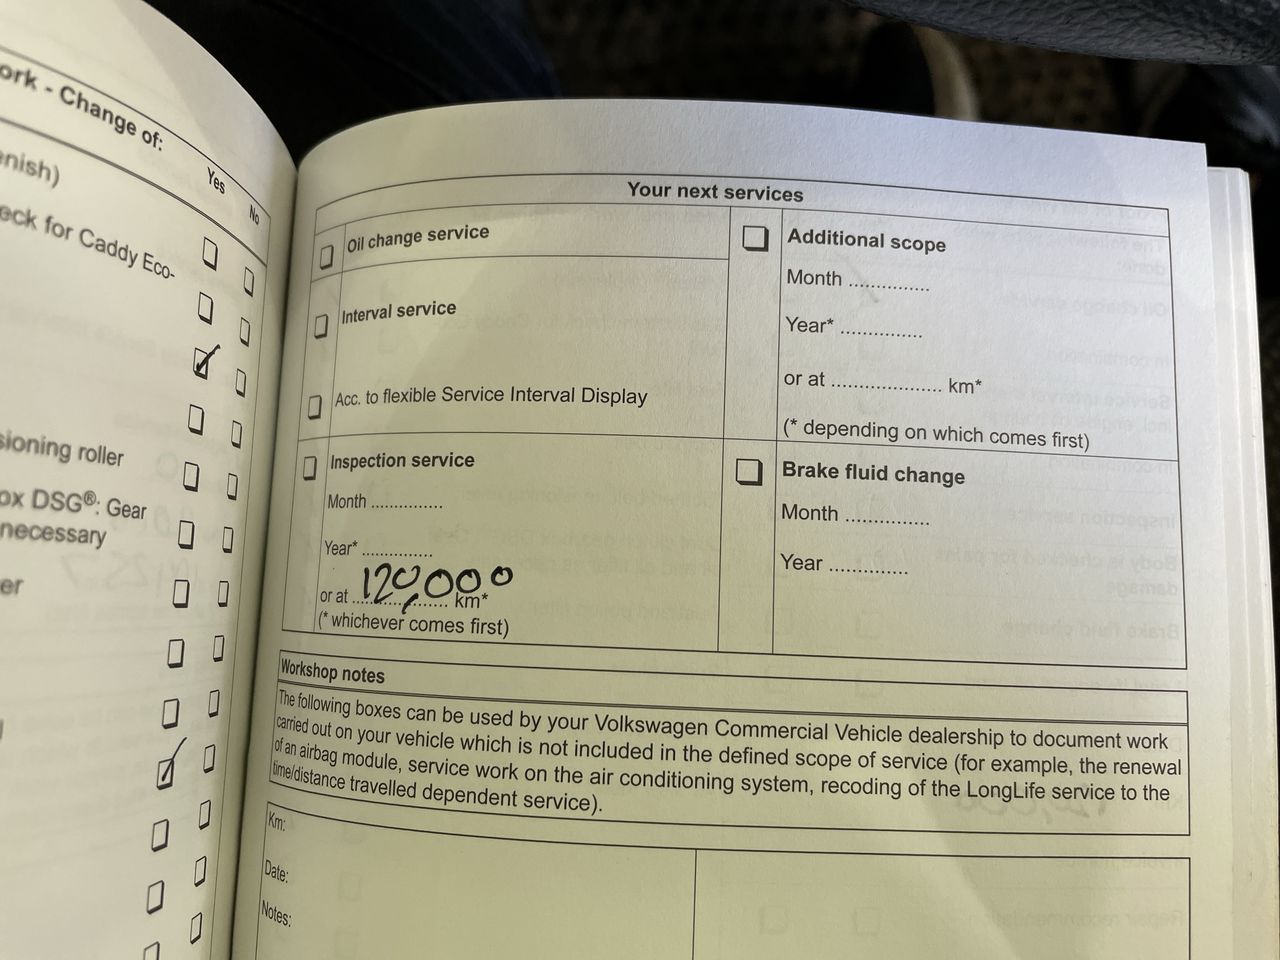 ork - Change of:
Yes
No
enish)
eck for Caddy Eco-
sioning roller
ox DSG®: Gear
necessary
er
Your next services
Oil change service
Interval service
Acc. to flexible Service Interval Display
Additional scope
Month ...............
Year* ...............
or at .................... km*
(* depending on which comes first)
Inspection service
Month .............
Year* .............
or at 120,000 km*
(* whichever comes first)
Brake fluid change
Month ...............
Year ..............
Workshop notes
The following boxes can be used by your Volkswagen Commercial Vehicle dealership to document work
carried out on your vehicle which is not included in the defined scope of service (for example, the renewal
of an airbag module, service work on the air conditioning system, recoding of the LongLife service to the
time/distance travelled dependent service).
Km:
Date:
Notes: